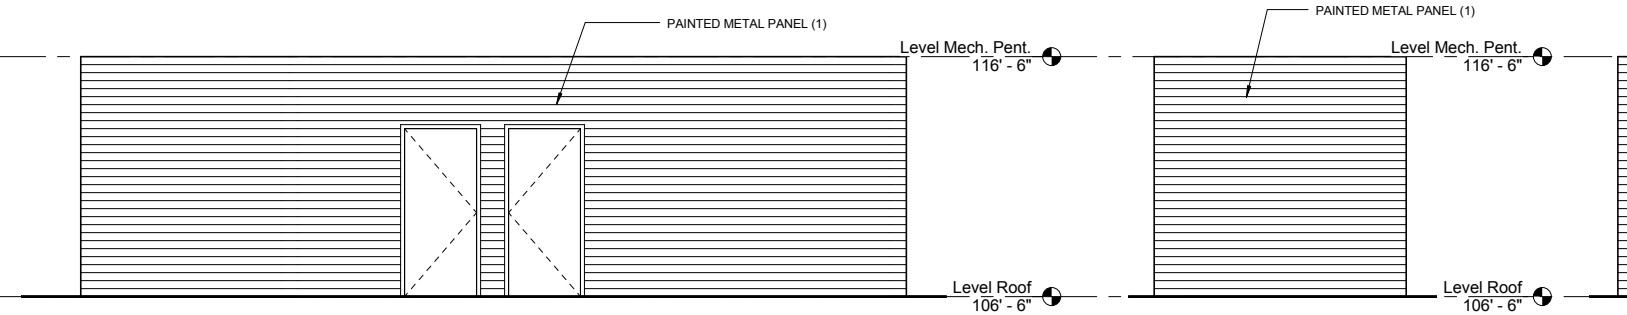 PAINTED METAL PANEL (1)
Level Mech. Pent.
116' - 6"
Level Roof
106' - 6"
PAINTED METAL PANEL (1)
Level Mech. Pent.
116' - 6"
Level Roof
106' - 6"